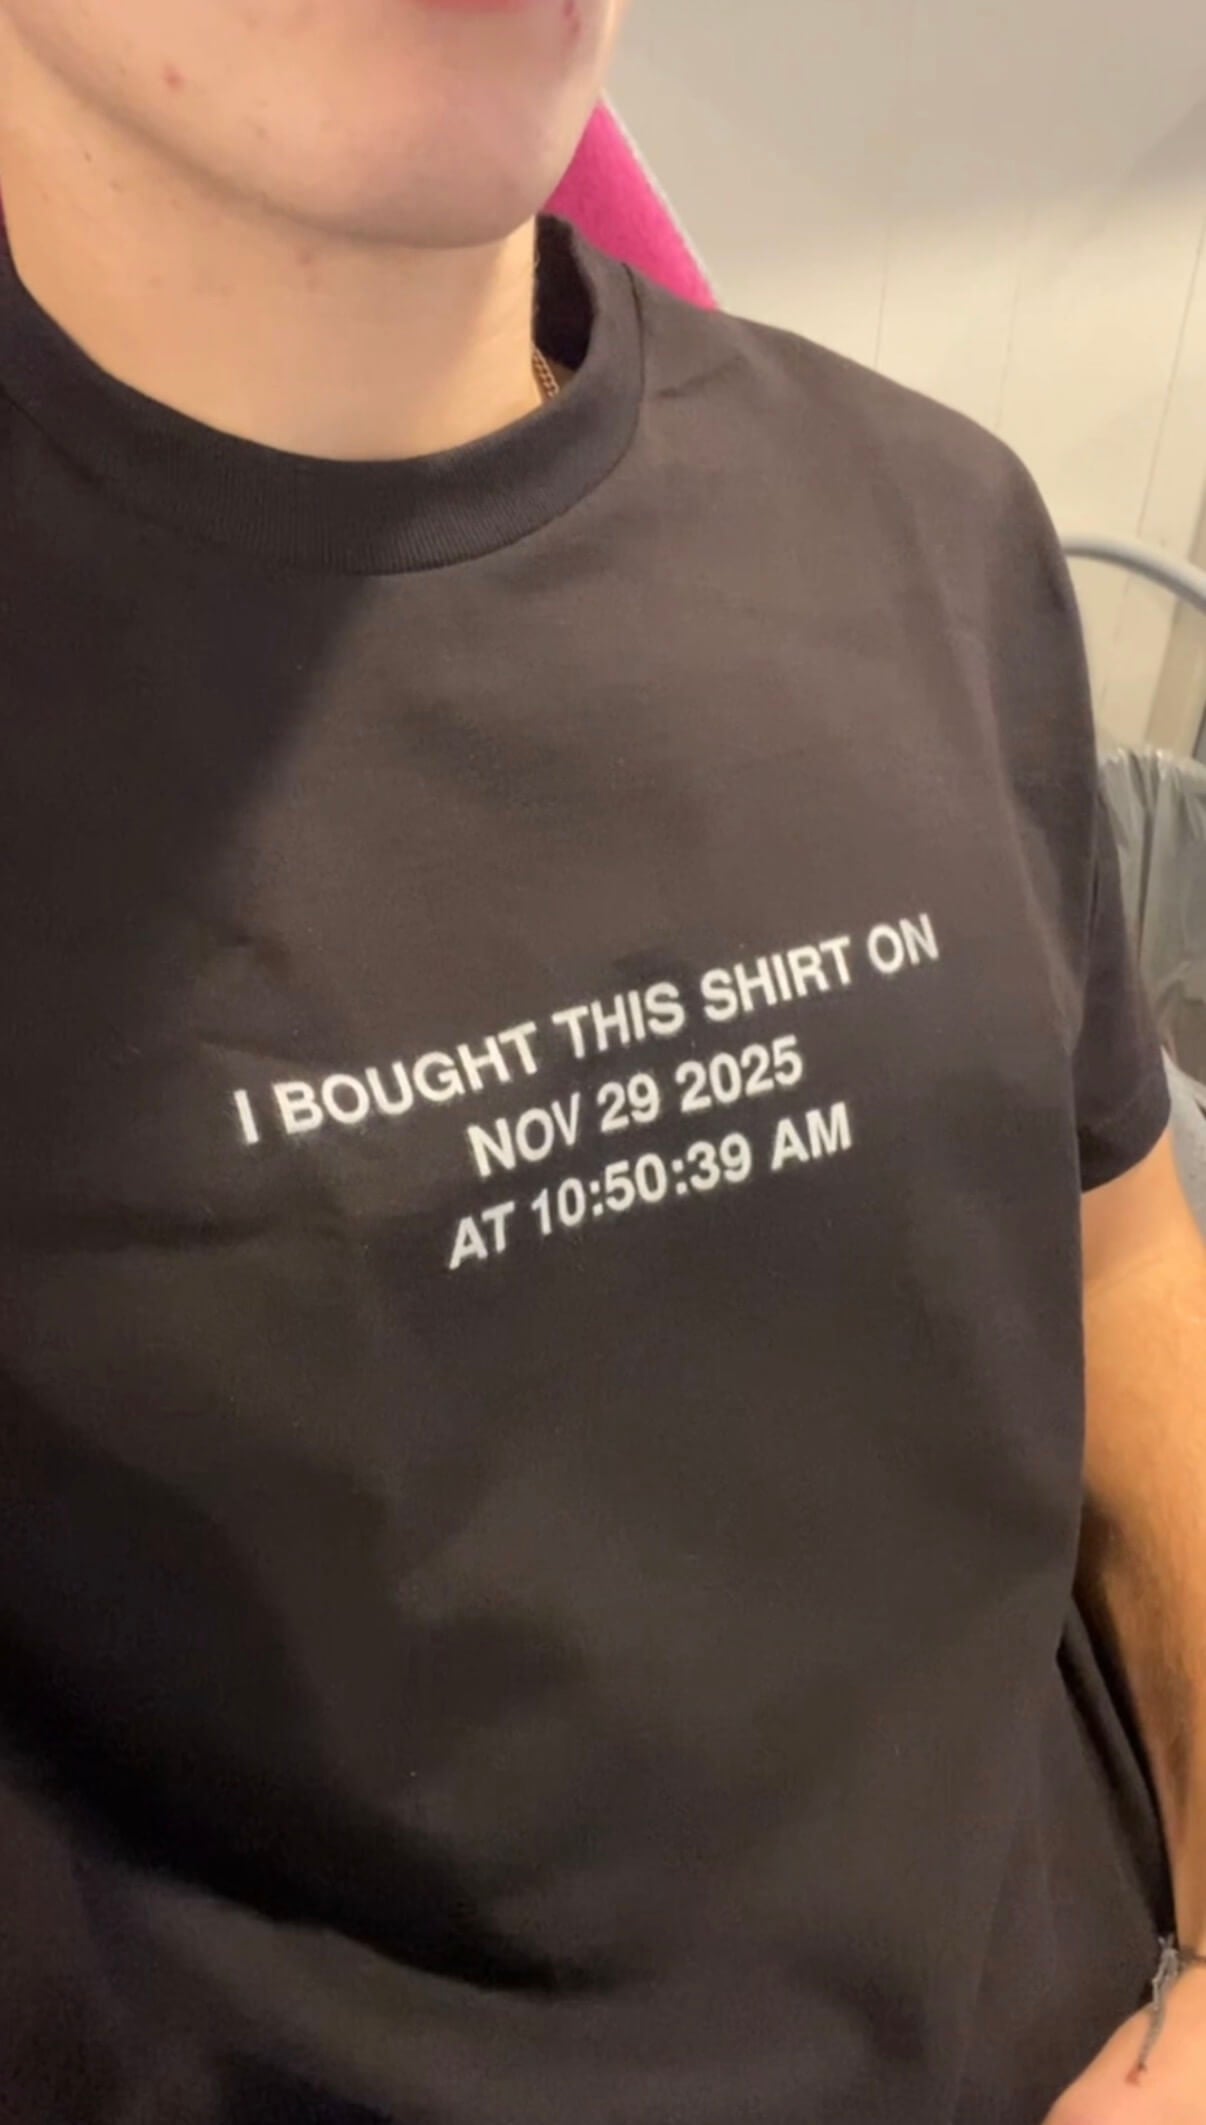 I BOUGHT THIS SHIRT ON
NOV 29 2025
AT 10:50:39 AM